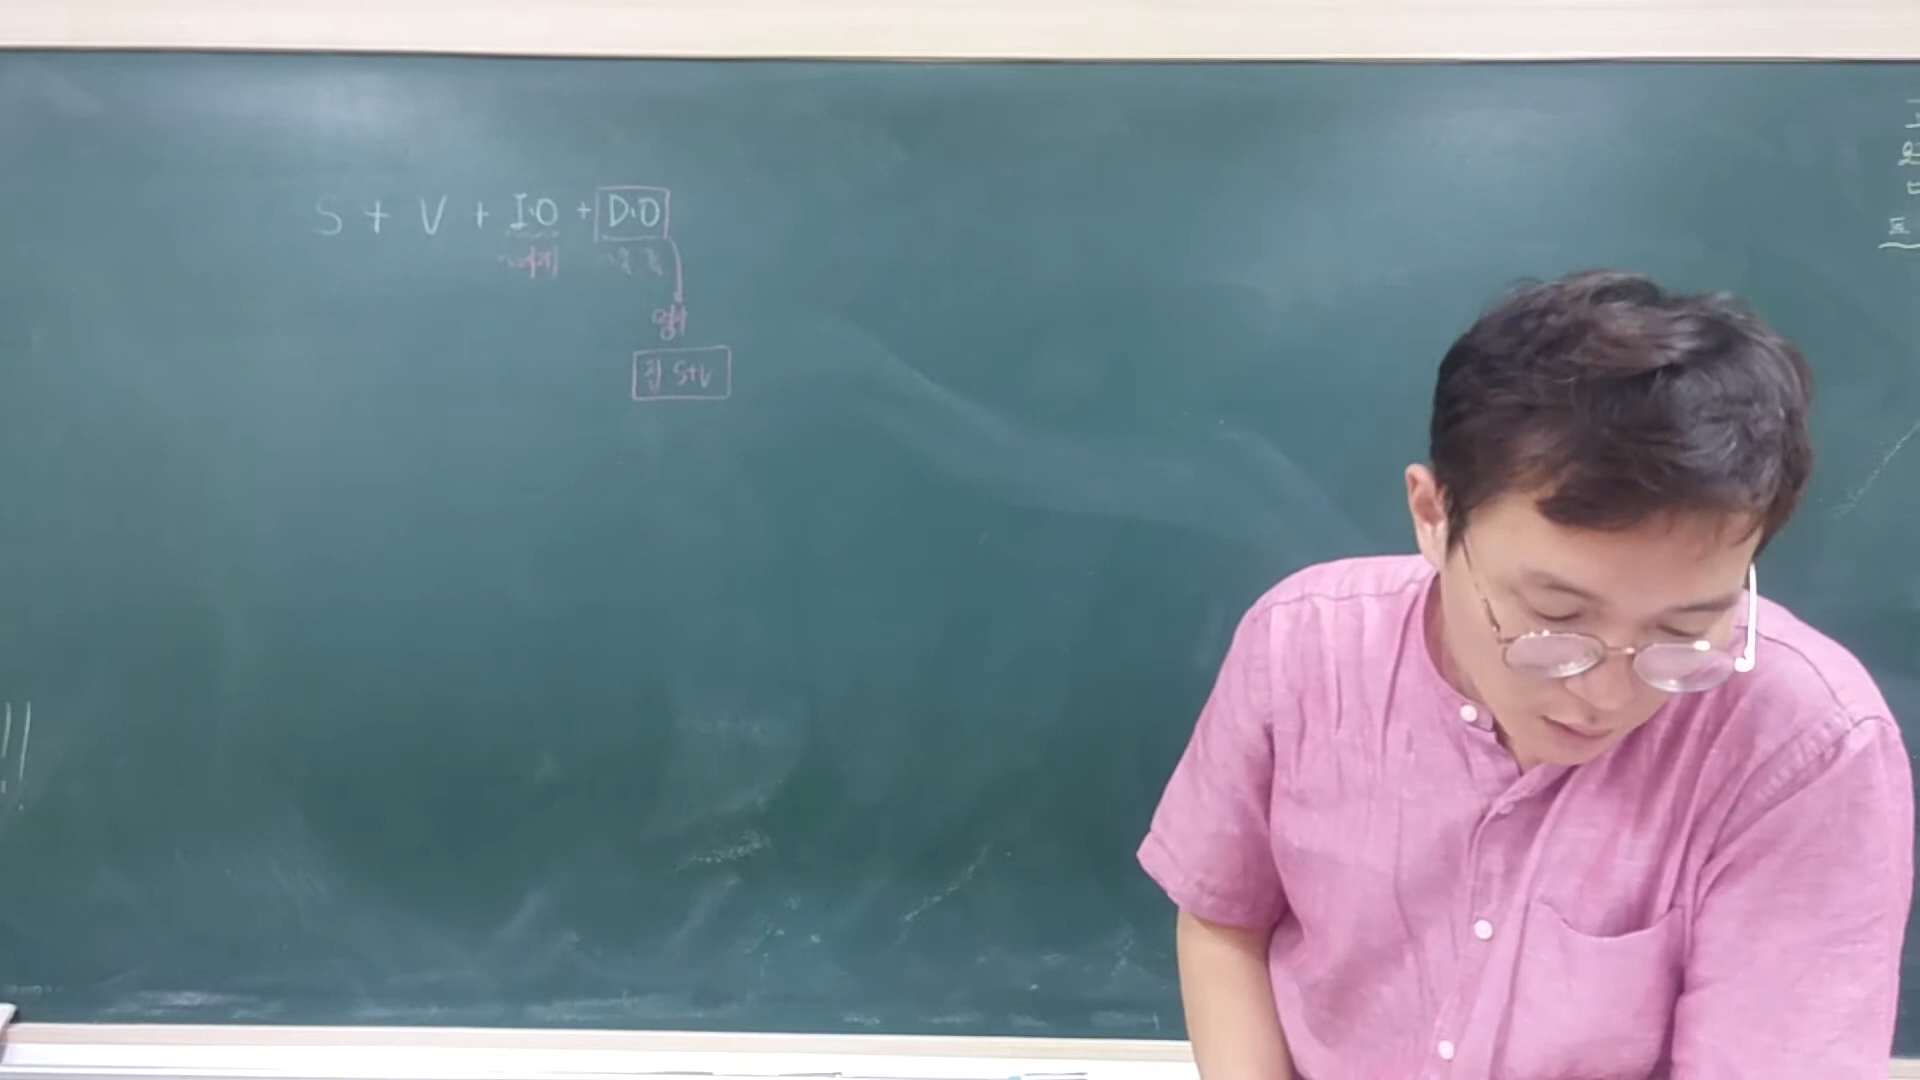 S + V + I·O + D·O
~에게 ~을, 를
명사
접 S+V